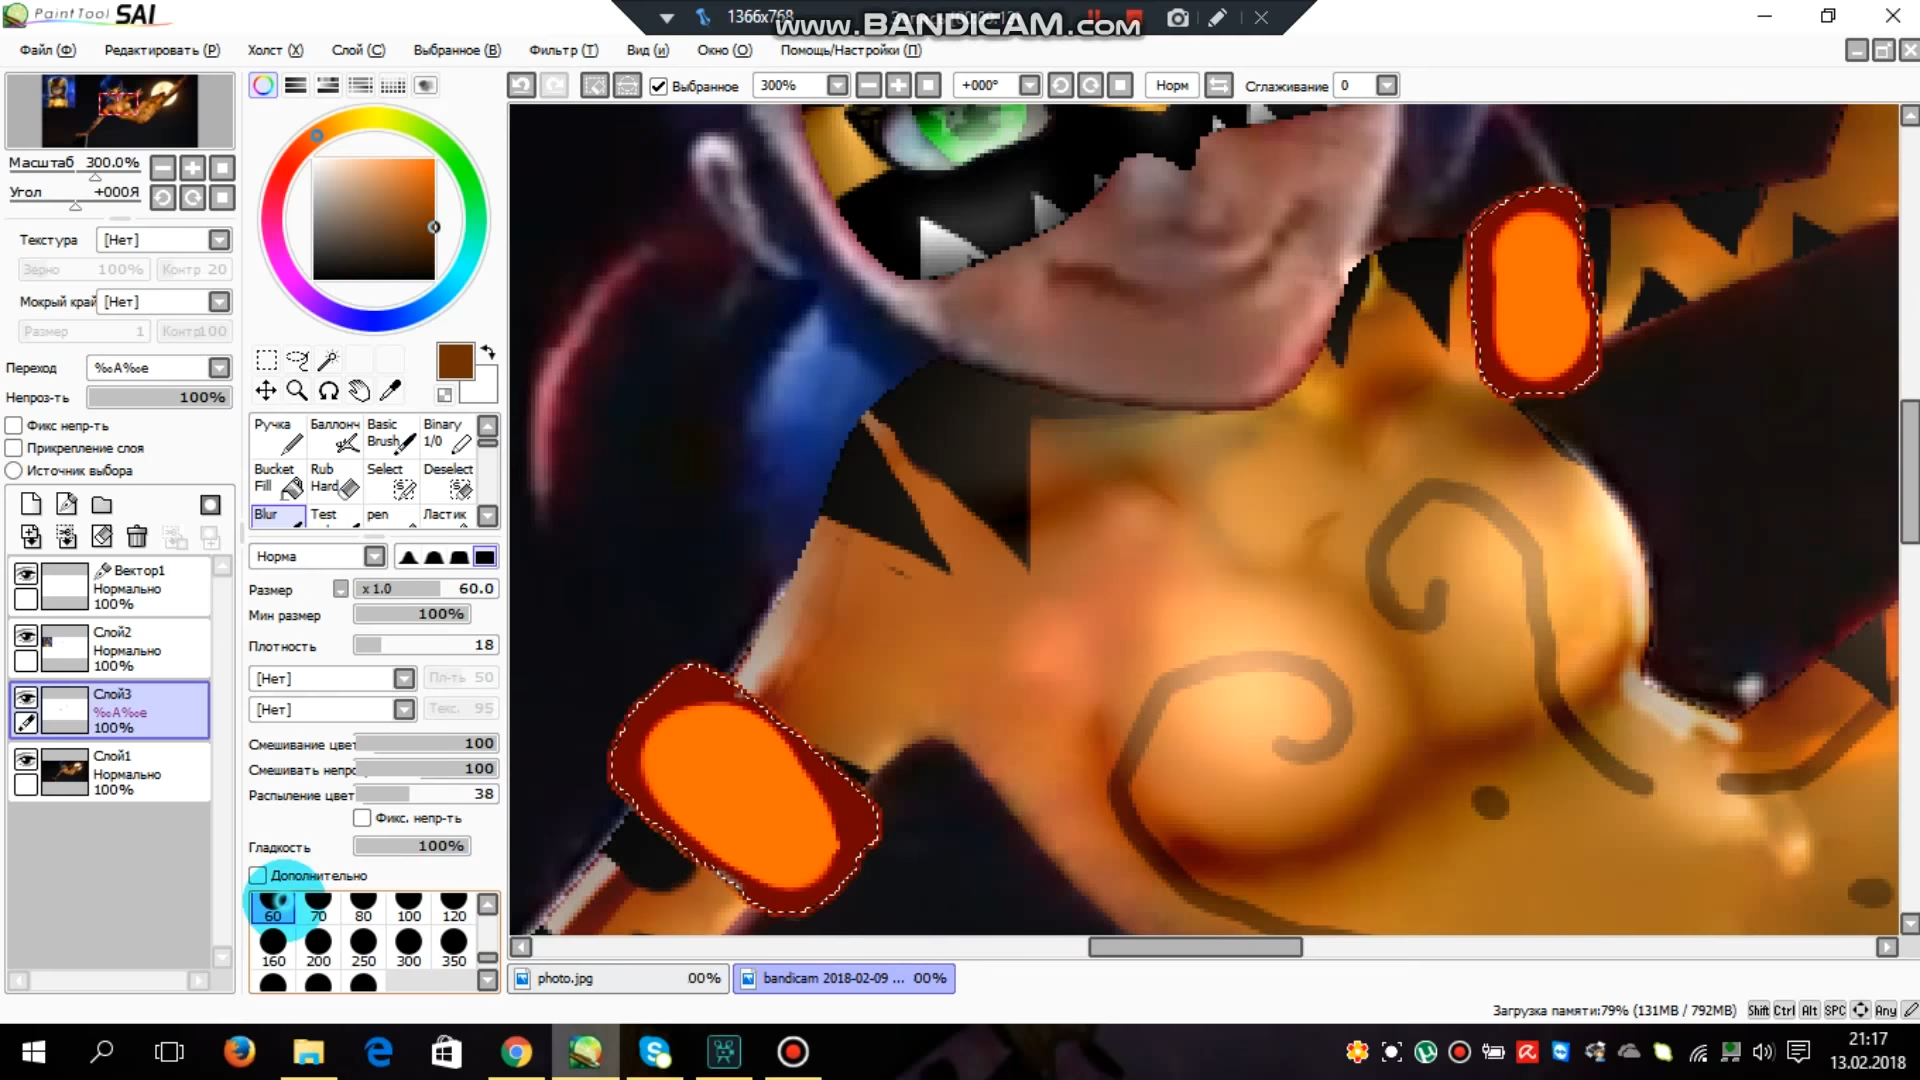 PaintTool SAI
1366x768
www.BANDICAM.com
Файл (Ф) Редактировать (Р) Холст (Х) Слой (С) Выбранное (В) Фильтр (Т) Вид (и) Окно (О) Помощь/Настройки (П)
Выбранное 300% +000° Норм Сглаживание 0
Масштаб 300.0%
Угол +000Я
Текстура [Нет]
Зерно 100% Контр 20
Мокрый край [Нет]
Размер 1 Контр100
Переход ‰А‰е
Непроз-ть 100%
Фикс непр-ть
Прикрепление слоя
Источник выбора
Вектор1
Нормально
100%
Слой2
Нормально
100%
Слой3
‰А‰е
100%
Слой1
Нормально
100%
Ручка Баллонч Basic Brush Binary 1/0
Bucket Fill Rub Hard Select Deselect
Blur Test pen Ластик
Норма
Размер x 1.0 60.0
Мин размер 100%
Плотность 18
[Нет] Пл-ть 50
[Нет] Текс. 95
Смешивание цвет 100
Смешивать непро 100
Распыление цвет 38
Фикс. непр-ть
Гладкость 100%
Дополнительно
60 70 80 100 120
160 200 250 300 350
photo.jpg 00% bandicam 2018-02-09 ... 00%
Загрузка памяти:79% (131MB / 792MB) Shift Ctrl Alt SPC Any
21:17
13.02.2018